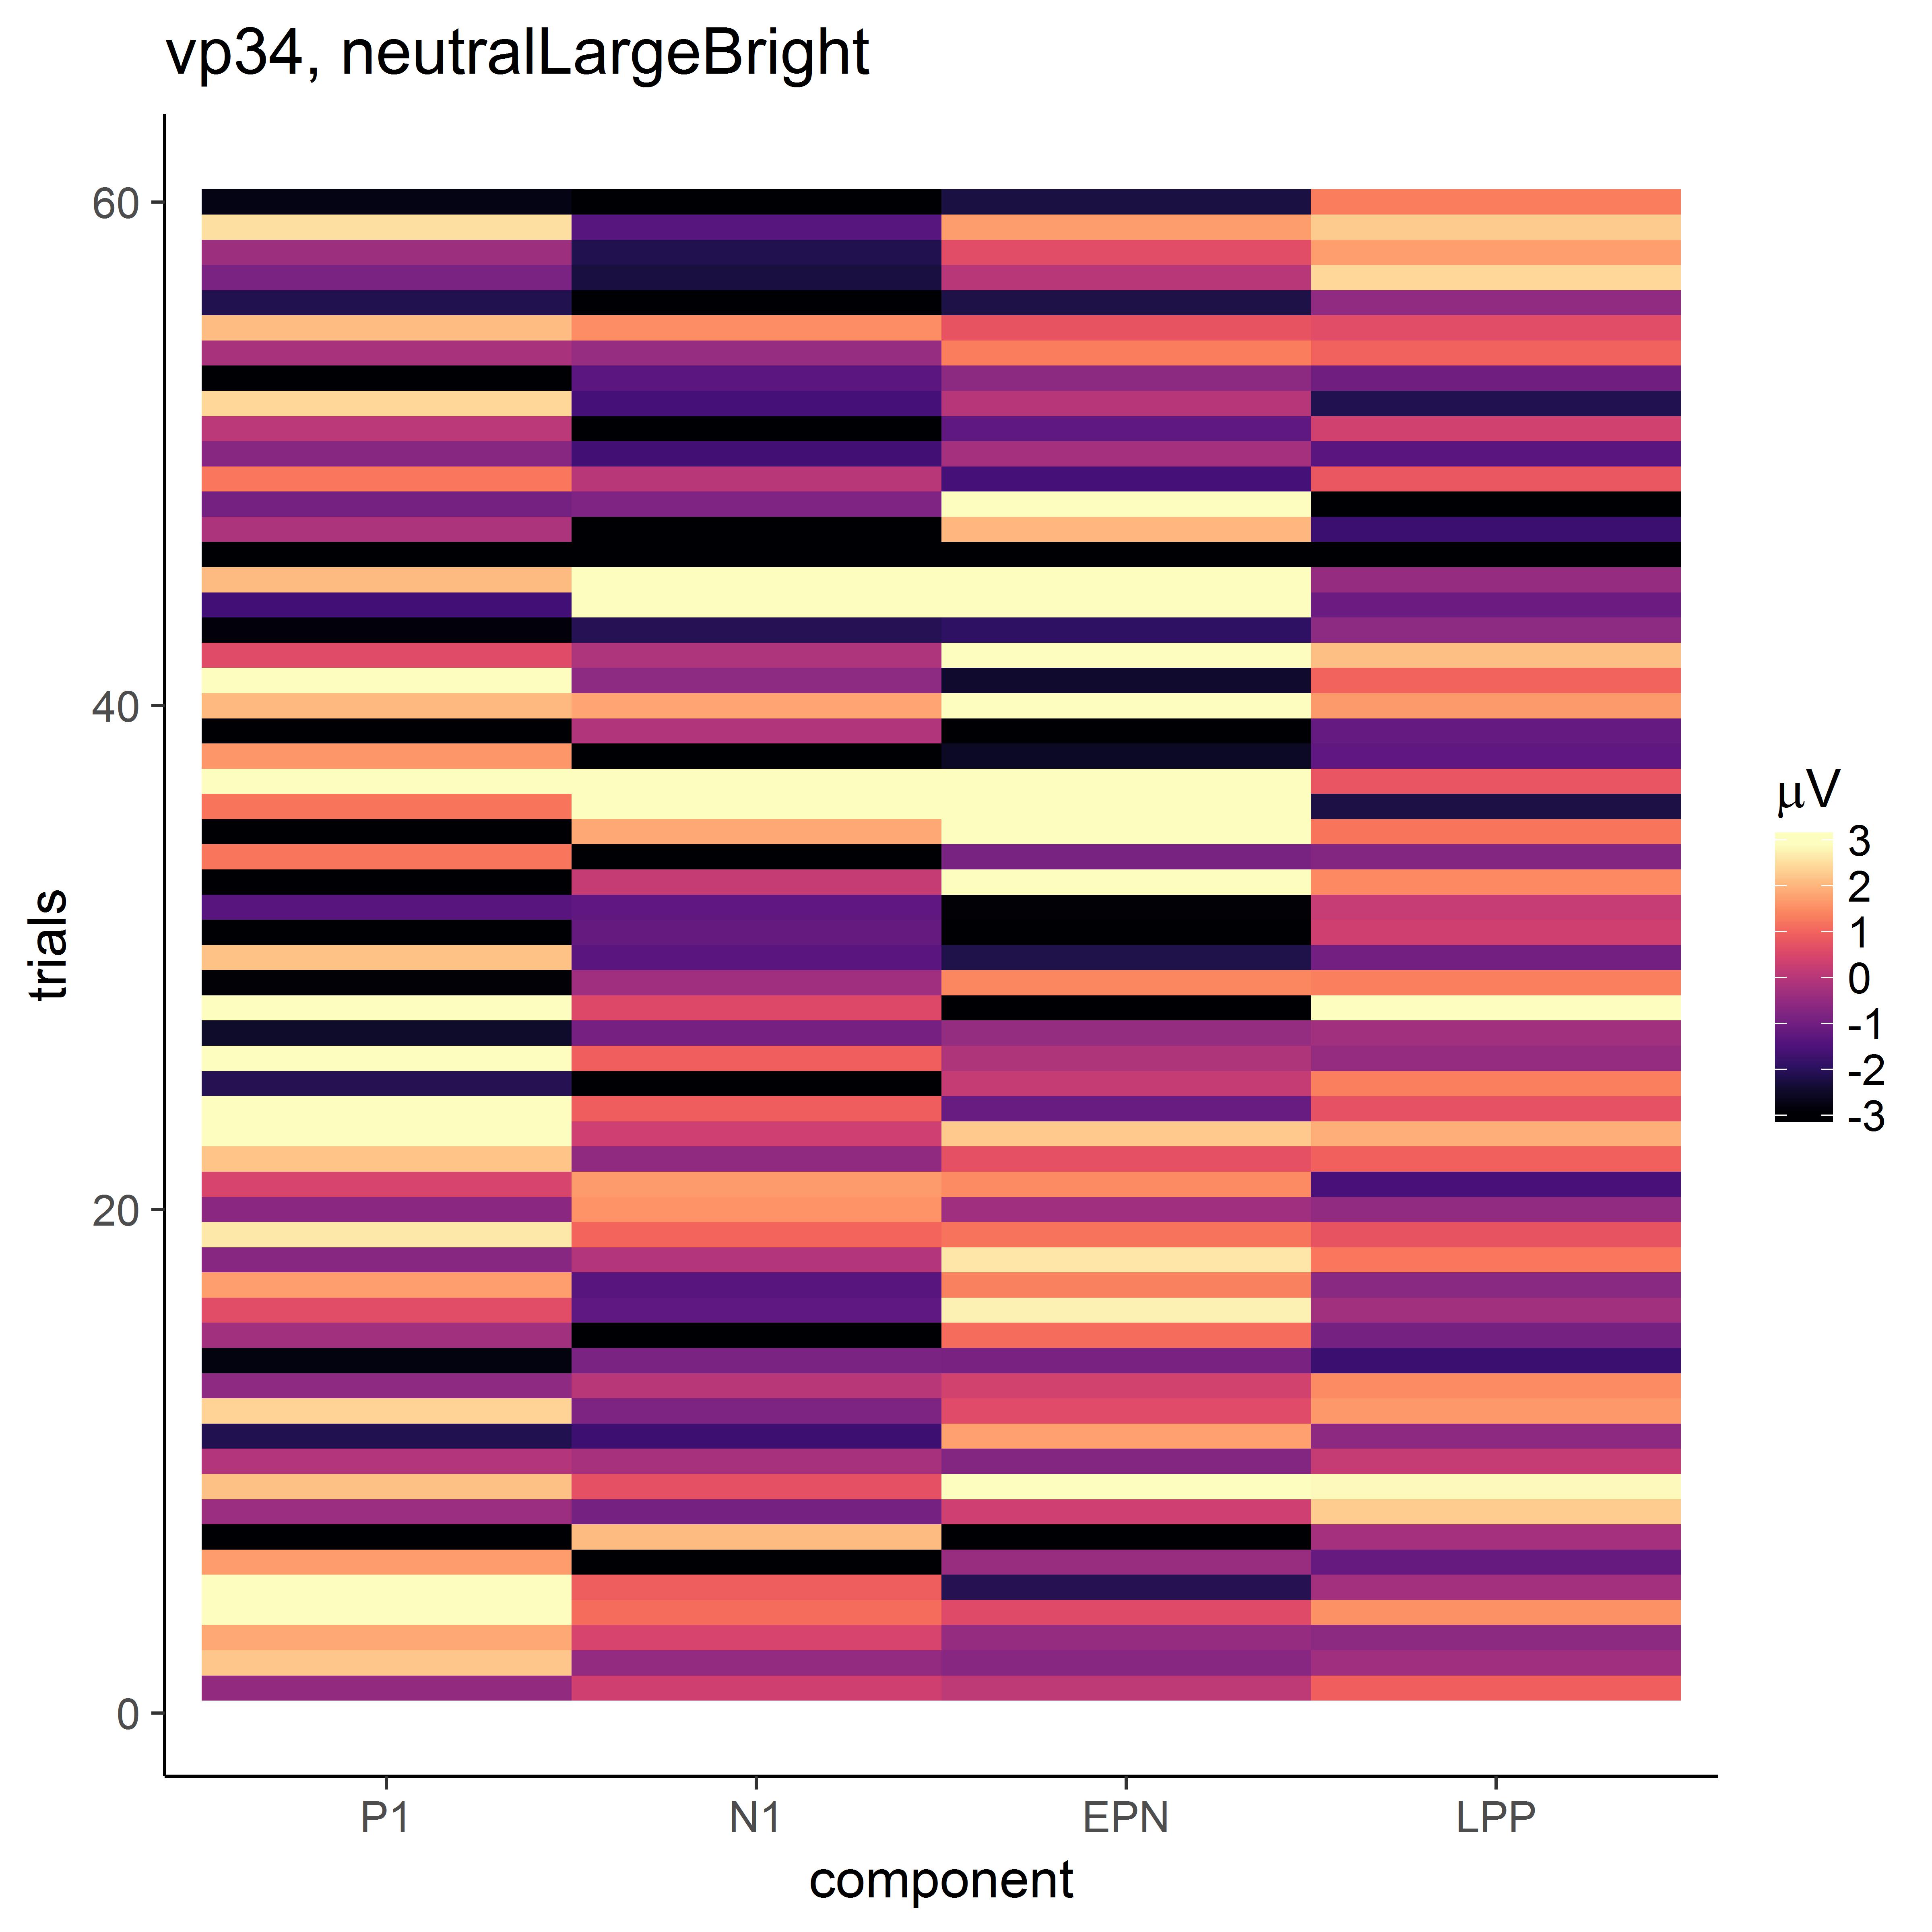 vp34, neutralLargeBright
60
40
20
0
trials
P1 N1 EPN LPP
component
μV
3
2
1
0
-1
-2
-3